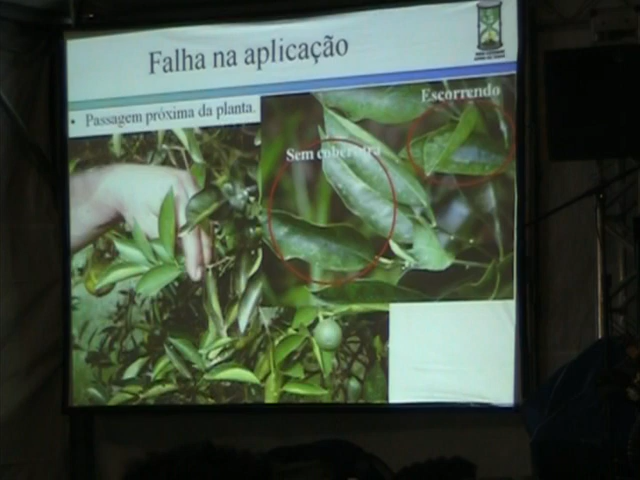 Falha na aplicação
• Passagem próxima da planta.
Escorrendo
Sem cobertura